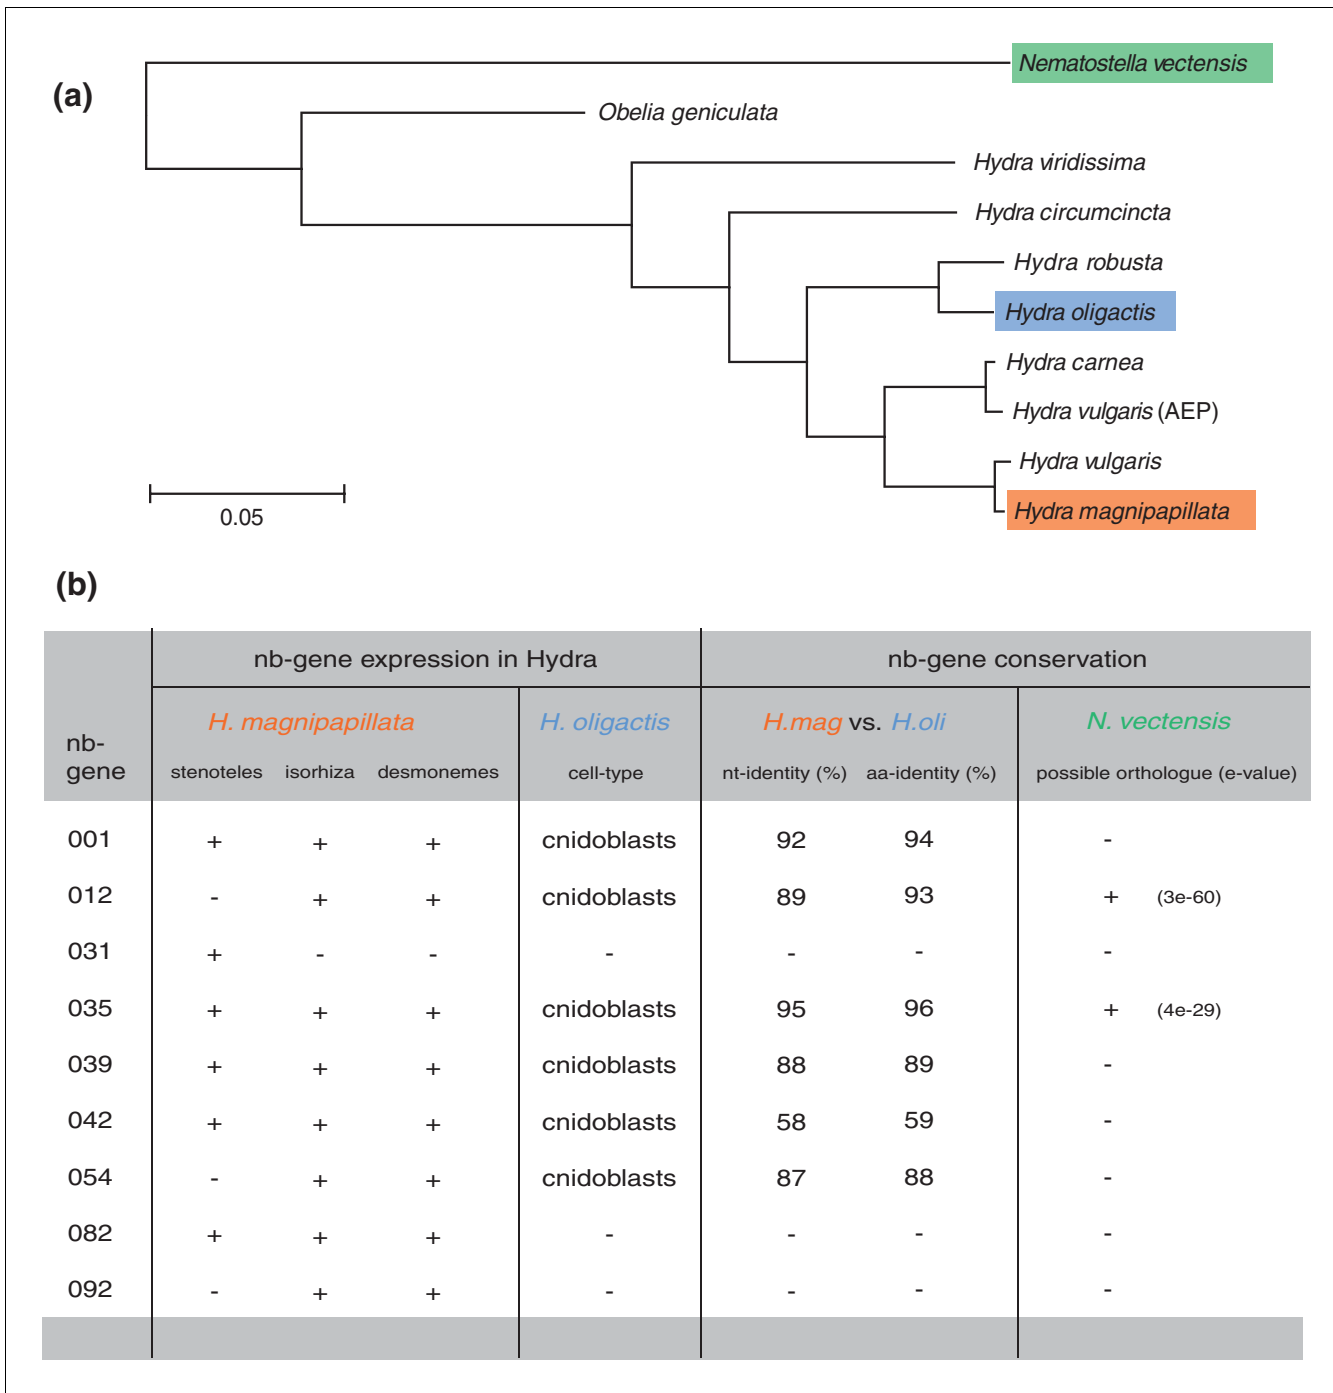 (a)
Nematostella vectensis
Obelia geniculata
Hydra viridissima
Hydra circumcincta
Hydra robusta
Hydra oligactis
Hydra carnea
Hydra vulgaris (AEP)
Hydra vulgaris
Hydra magnipapillata
0.05
(b)
nb-gene expression in Hydra nb-gene conservation
nb-gene H. magnipapillata H. oligactis H.mag vs. H.oli N. vectensis
stenoteles isorhiza desmonemes cell-type nt-identity (%) aa-identity (%) possible orthologue (e-value)
001 + + + cnidoblasts 92 94 -
012 - + + cnidoblasts 89 93 + (3e-60)
031 + - - - - - -
035 + + + cnidoblasts 95 96 + (4e-29)
039 + + + cnidoblasts 88 89 -
042 + + + cnidoblasts 58 59 -
054 - + + cnidoblasts 87 88 -
082 + + + - - - -
092 - + + - - - -